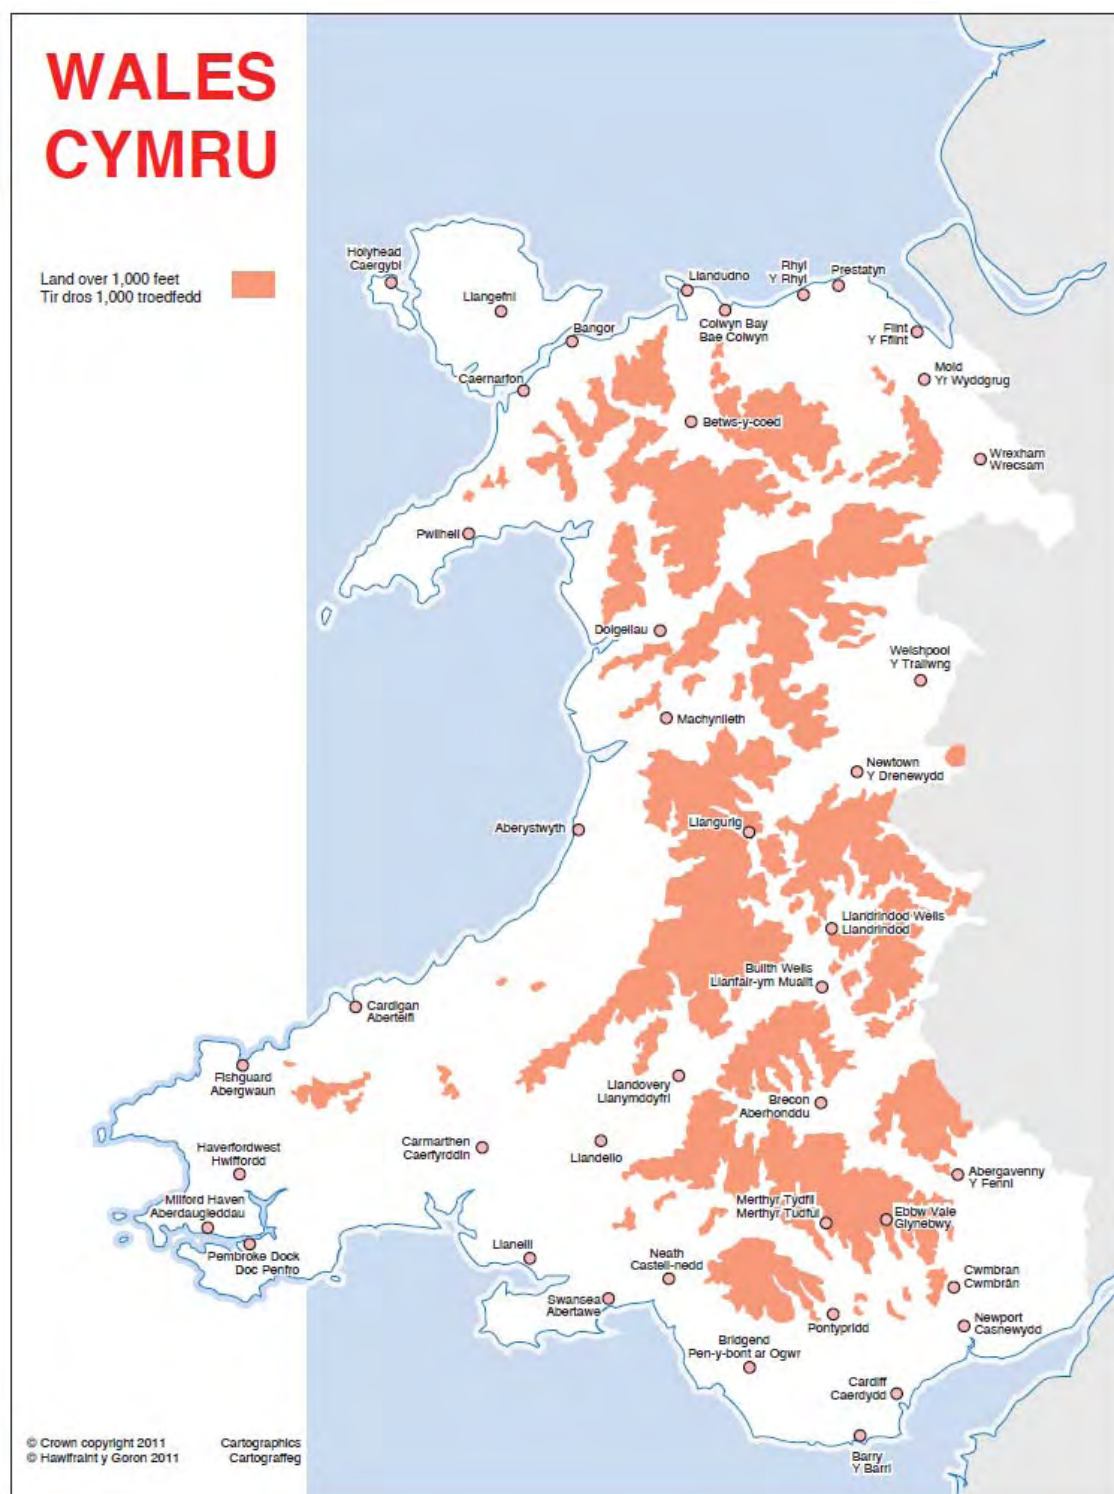 WALES
CYMRU
Land over 1,000 feet
Tir dros 1,000 troedfedd
Holyhead
Caergybi
Llangefni
Bangor
Caernarfon
Llandudno
Colwyn Bay
Bae Colwyn
Rhyl
Y Rhyl
Prestatyn
Flint
Y Fflint
Mold
Yr Wyddgrug
Betws-y-coed
Wrexham
Wrecsam
Pwllheli
Dolgellau
Welshpool
Y Trallwng
Machynlleth
Newtown
Y Drenewydd
Aberystwyth
Llangurig
Llandrindod Wells
Llandrindod
Builth Wells
Llanfair-ym Muallt
Cardigan
Aberteifi
Fishguard
Abergwaun
Llandovery
Llanymddyfri
Brecon
Aberhonddu
Haverfordwest
Hwlffordd
Carmarthen
Caerfyrddin
Llandeilo
Abergavenny
Y Fenni
Milford Haven
Aberdaugleddau
Merthyr Tydfil
Merthyr Tudful
Ebbw Vale
Glynebwy
Pembroke Dock
Doc Penfro
Llanelli
Neath
Castell-nedd
Cwmbran
Cwmbrân
Swansea
Abertawe
Pontypridd
Newport
Casnewydd
Bridgend
Pen-y-bont ar Ogwr
Cardiff
Caerdydd
Barry
Y Barri
© Crown copyright 2011 Cartographics
© Hawlfraint y Goron 2011 Cartograffeg